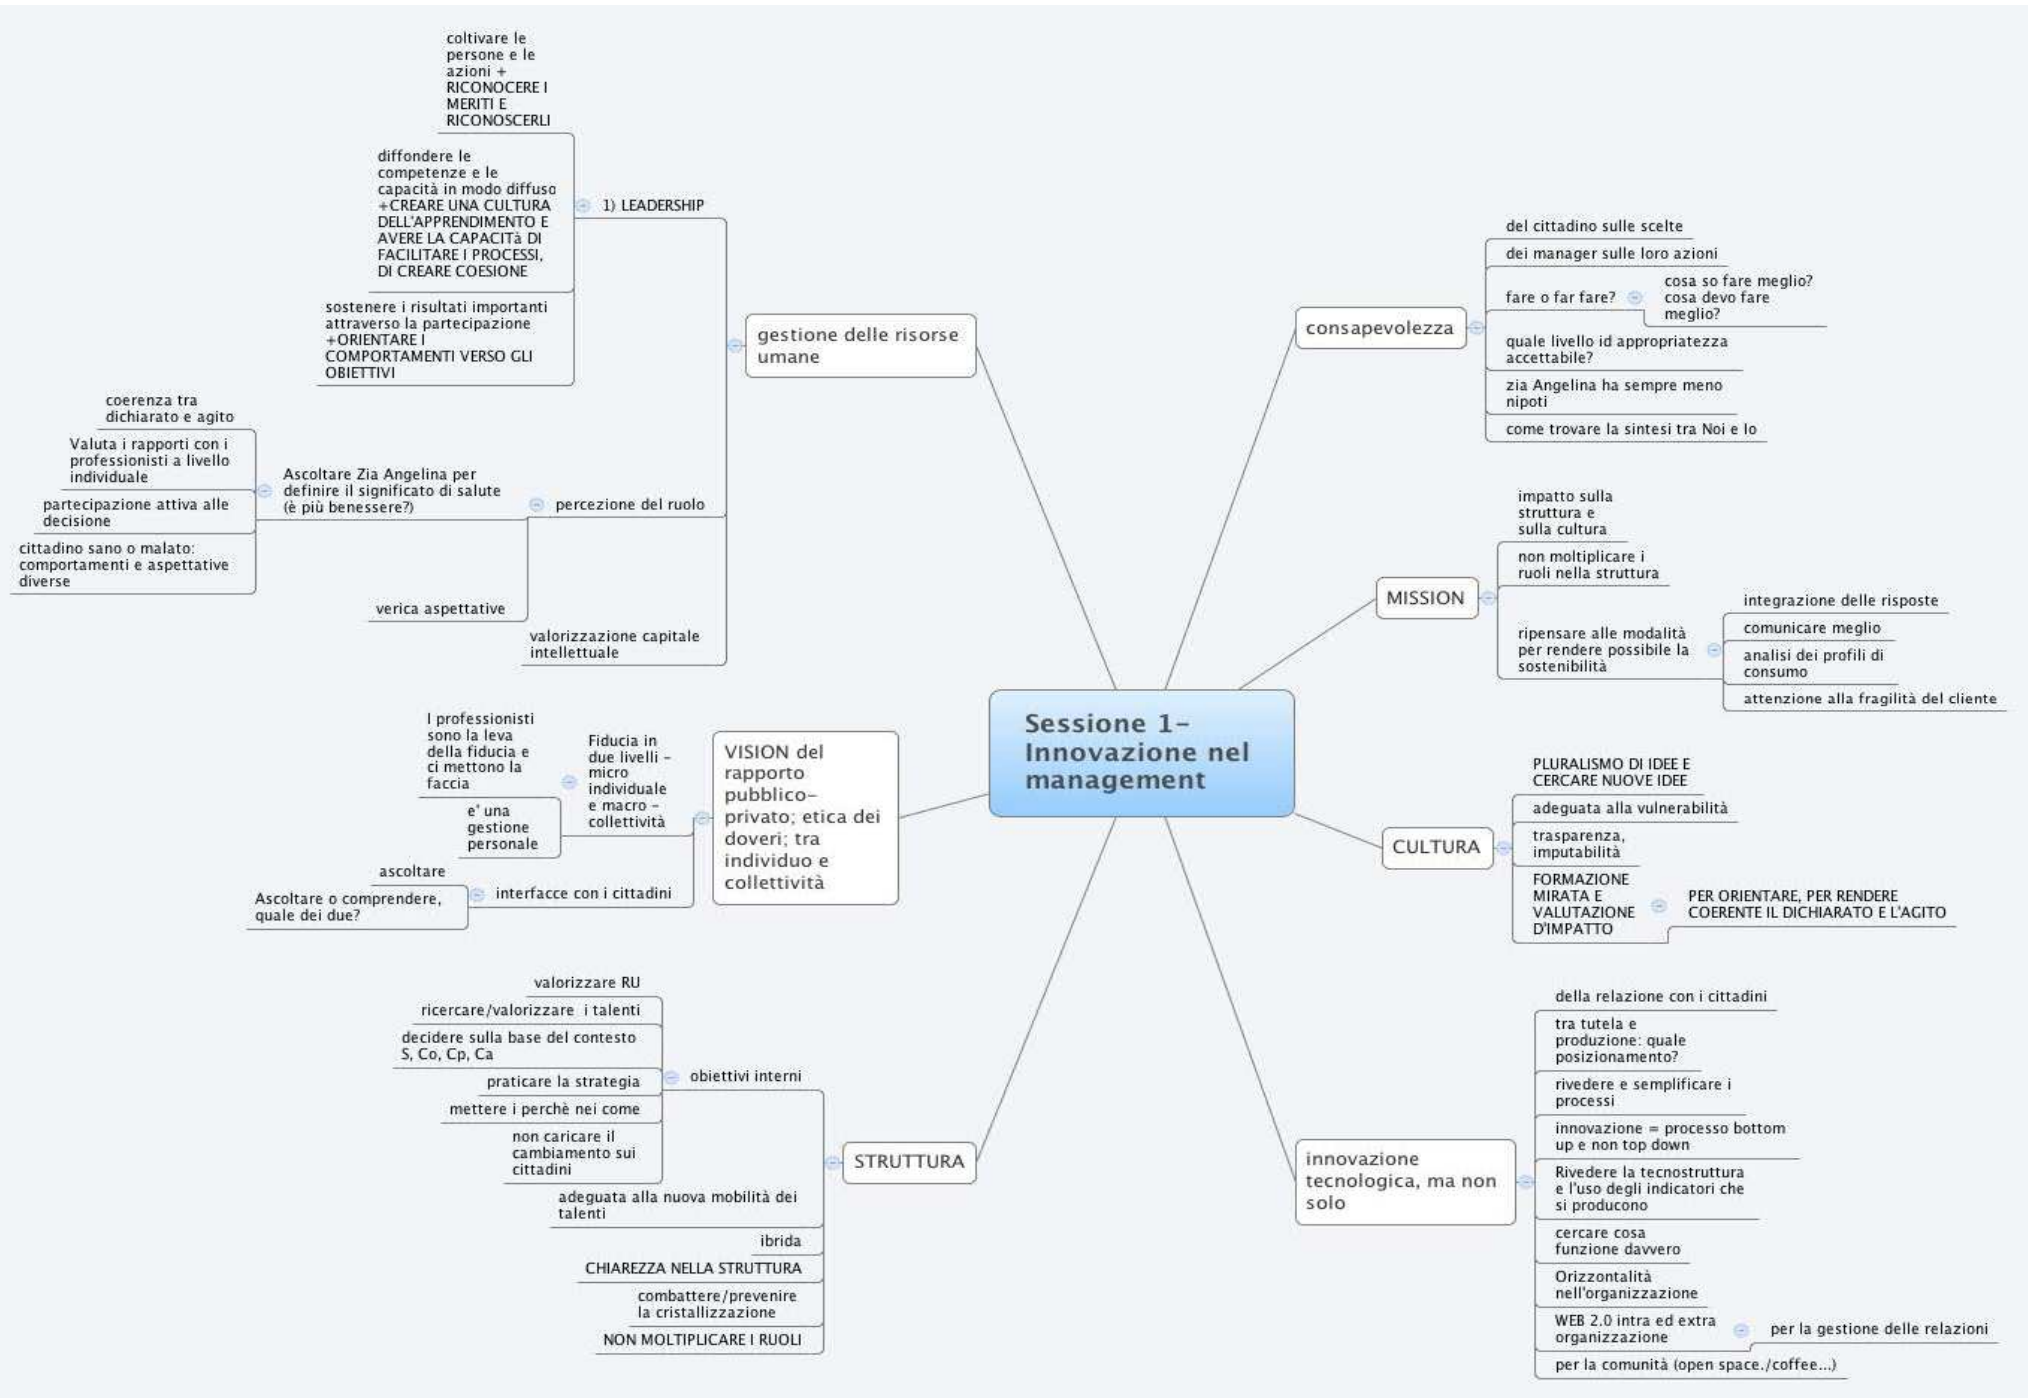 coltivare le
persone e le
azioni +
RICONOCERE I
MERITI E
RICONOSCERLI
diffondere le
competenze e le
capacità in modo diffuso
+CREARE UNA CULTURA
DELL'APPRENDIMENTO E
AVERE LA CAPACITà DI
FACILITARE I PROCESSI,
DI CREARE COESIONE
sostenere i risultati importanti
attraverso la partecipazione
+ORIENTARE I
COMPORTAMENTI VERSO GLI
OBIETTIVI
1) LEADERSHIP
coerenza tra
dichiarato e agito
Valuta i rapporti con i
professionisti a livello
individuale
partecipazione attiva alle
decisione
cittadino sano o malato:
comportamenti e aspettative
diverse
Ascoltare Zia Angelina per
definire il significato di salute
(è più benessere?)
verica aspettative
percezione del ruolo
valorizzazione capitale
intellettuale
gestione delle risorse
umane
I professionisti
sono la leva
della fiducia e
ci mettono la
faccia
e' una
gestione
personale
Fiducia in
due livelli -
micro
individuale
e macro -
collettività
ascoltare
Ascoltare o comprendere,
quale dei due?
interfacce con i cittadini
VISION del
rapporto
pubblico-
privato; etica dei
doveri; tra
individuo e
collettività
valorizzare RU
ricercare/valorizzare i talenti
decidere sulla base del contesto
S, Co, Cp, Ca
praticare la strategia
mettere i perchè nei come
non caricare il
cambiamento sui
cittadini
obiettivi interni
adeguata alla nuova mobilità dei
talenti
ibrida
CHIAREZZA NELLA STRUTTURA
combattere/prevenire
la cristallizzazione
NON MOLTIPLICARE I RUOLI
STRUTTURA
Sessione 1-
Innovazione nel
management
consapevolezza
del cittadino sulle scelte
dei manager sulle loro azioni
fare o far fare?
cosa so fare meglio?
cosa devo fare
meglio?
quale livello id appropriatezza
accettabile?
zia Angelina ha sempre meno
nipoti
come trovare la sintesi tra Noi e Io
MISSION
impatto sulla
struttura e
sulla cultura
non moltiplicare i
ruoli nella struttura
ripensare alle modalità
per rendere possibile la
sostenibilità
integrazione delle risposte
comunicare meglio
analisi dei profili di
consumo
attenzione alla fragilità del cliente
CULTURA
PLURALISMO DI IDEE E
CERCARE NUOVE IDEE
adeguata alla vulnerabilità
trasparenza,
imputabilità
FORMAZIONE
MIRATA E
VALUTAZIONE
D'IMPATTO
PER ORIENTARE, PER RENDERE
COERENTE IL DICHIARATO E L'AGITO
innovazione
tecnologica, ma non
solo
della relazione con i cittadini
tra tutela e
produzione: quale
posizionamento?
rivedere e semplificare i
processi
innovazione = processo bottom
up e non top down
Rivedere la tecnostruttura
e l'uso degli indicatori che
si producono
cercare cosa
funzione davvero
Orizzontalità
nell'organizzazione
WEB 2.0 intra ed extra
organizzazione
per la gestione delle relazioni
per la comunità (open space./coffee...)